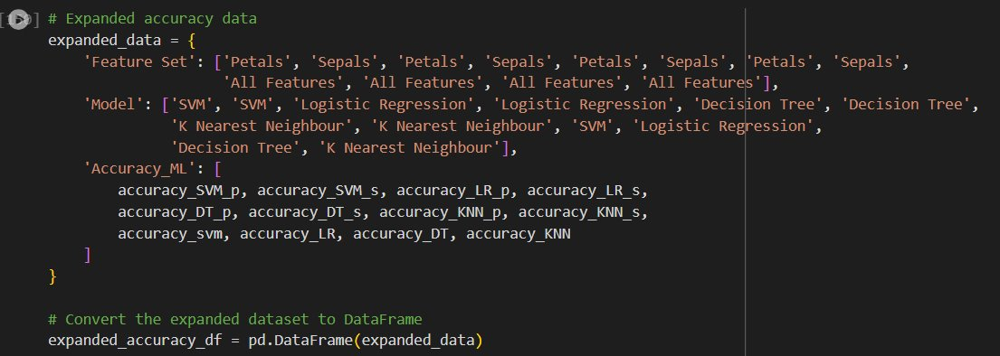 # Expanded accuracy data
expanded_data = {
    'Feature Set': ['Petals', 'Sepals', 'Petals', 'Sepals', 'Petals', 'Sepals', 'Petals', 'Sepals',
                    'All Features', 'All Features', 'All Features', 'All Features'],
    'Model': ['SVM', 'SVM', 'Logistic Regression', 'Logistic Regression', 'Decision Tree', 'Decision Tree',
              'K Nearest Neighbour', 'K Nearest Neighbour', 'SVM', 'Logistic Regression',
              'Decision Tree', 'K Nearest Neighbour'],
    'Accuracy_ML': [
        accuracy_SVM_p, accuracy_SVM_s, accuracy_LR_p, accuracy_LR_s,
        accuracy_DT_p, accuracy_DT_s, accuracy_KNN_p, accuracy_KNN_s,
        accuracy_svm, accuracy_LR, accuracy_DT, accuracy_KNN
    ]
}
# Convert the expanded dataset to DataFrame
expanded_accuracy_df = pd.DataFrame(expanded_data)